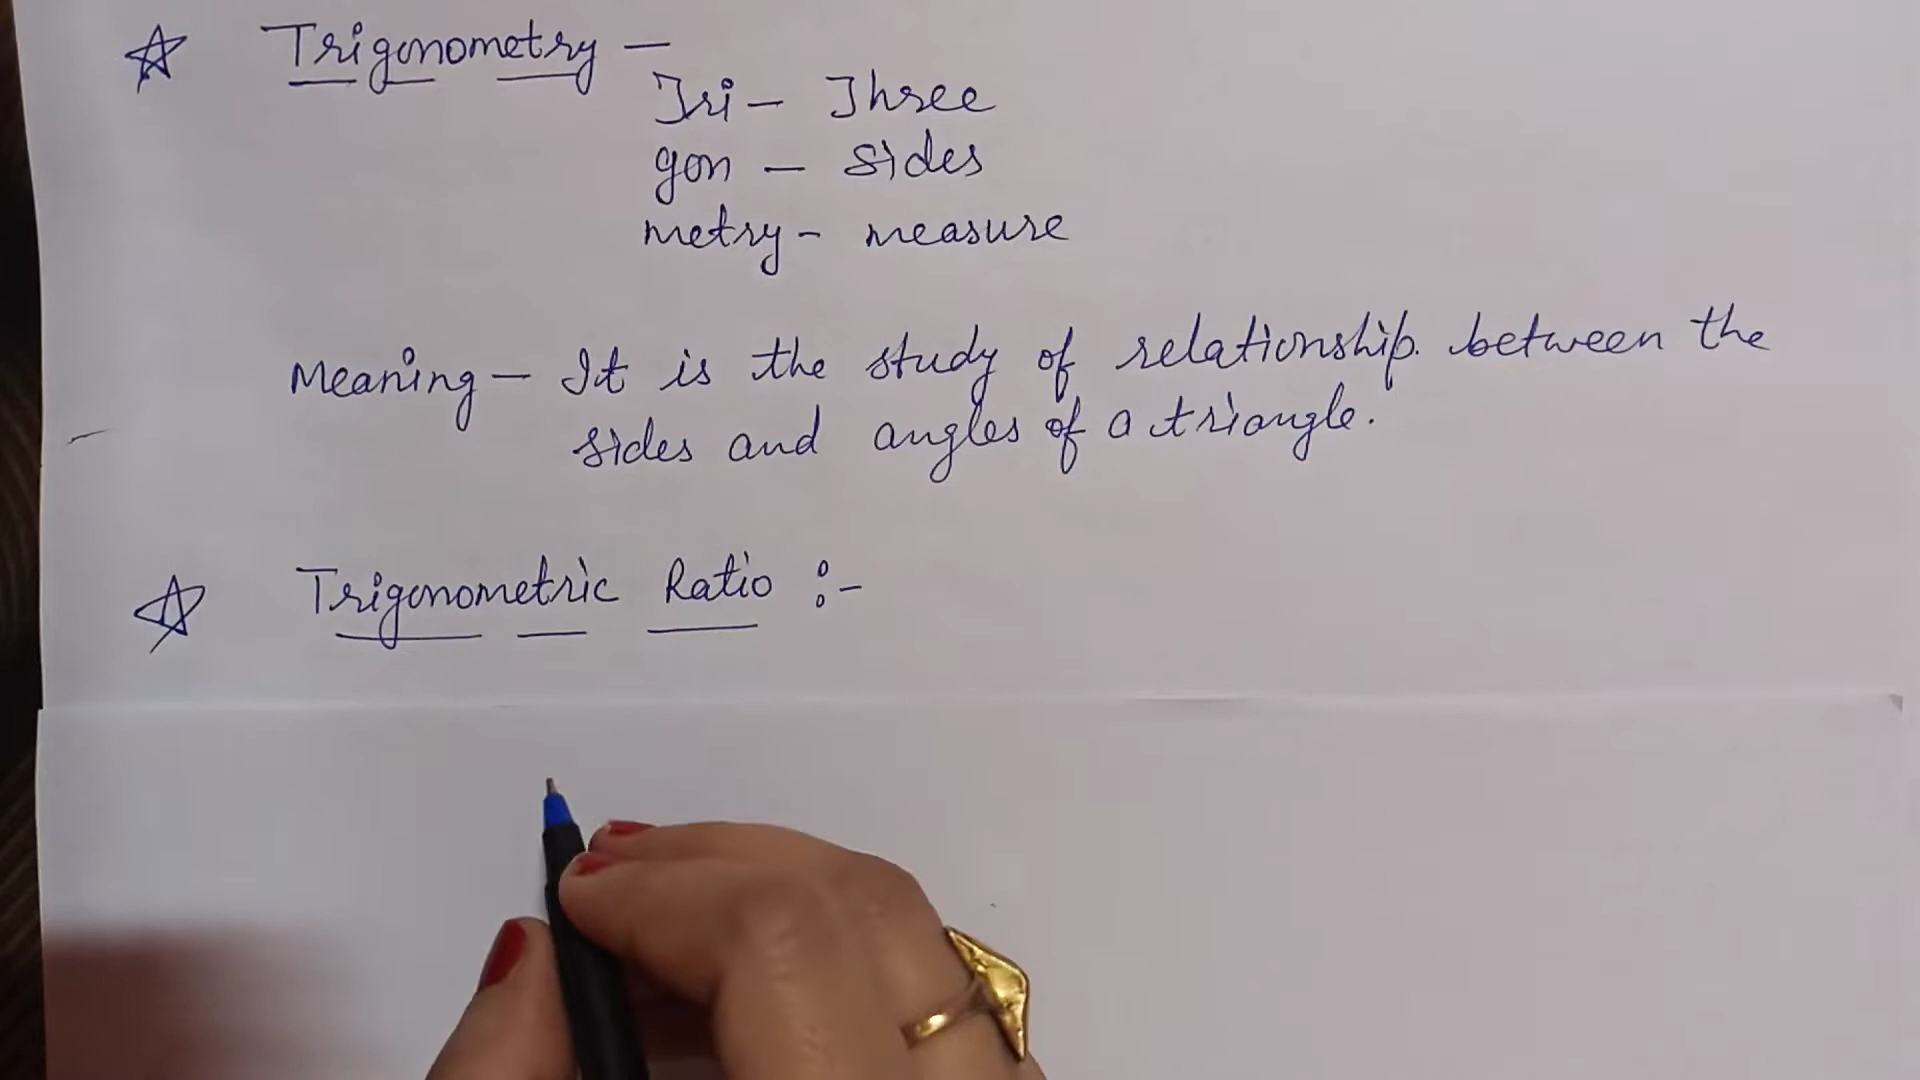 ☆ Trigonometry -
Tri - Three
gon - sides
metry - measure
Meaning - It is the study of relationship. between the
sides and angles of a triangle.
☆ Trigonometric Ratio :-